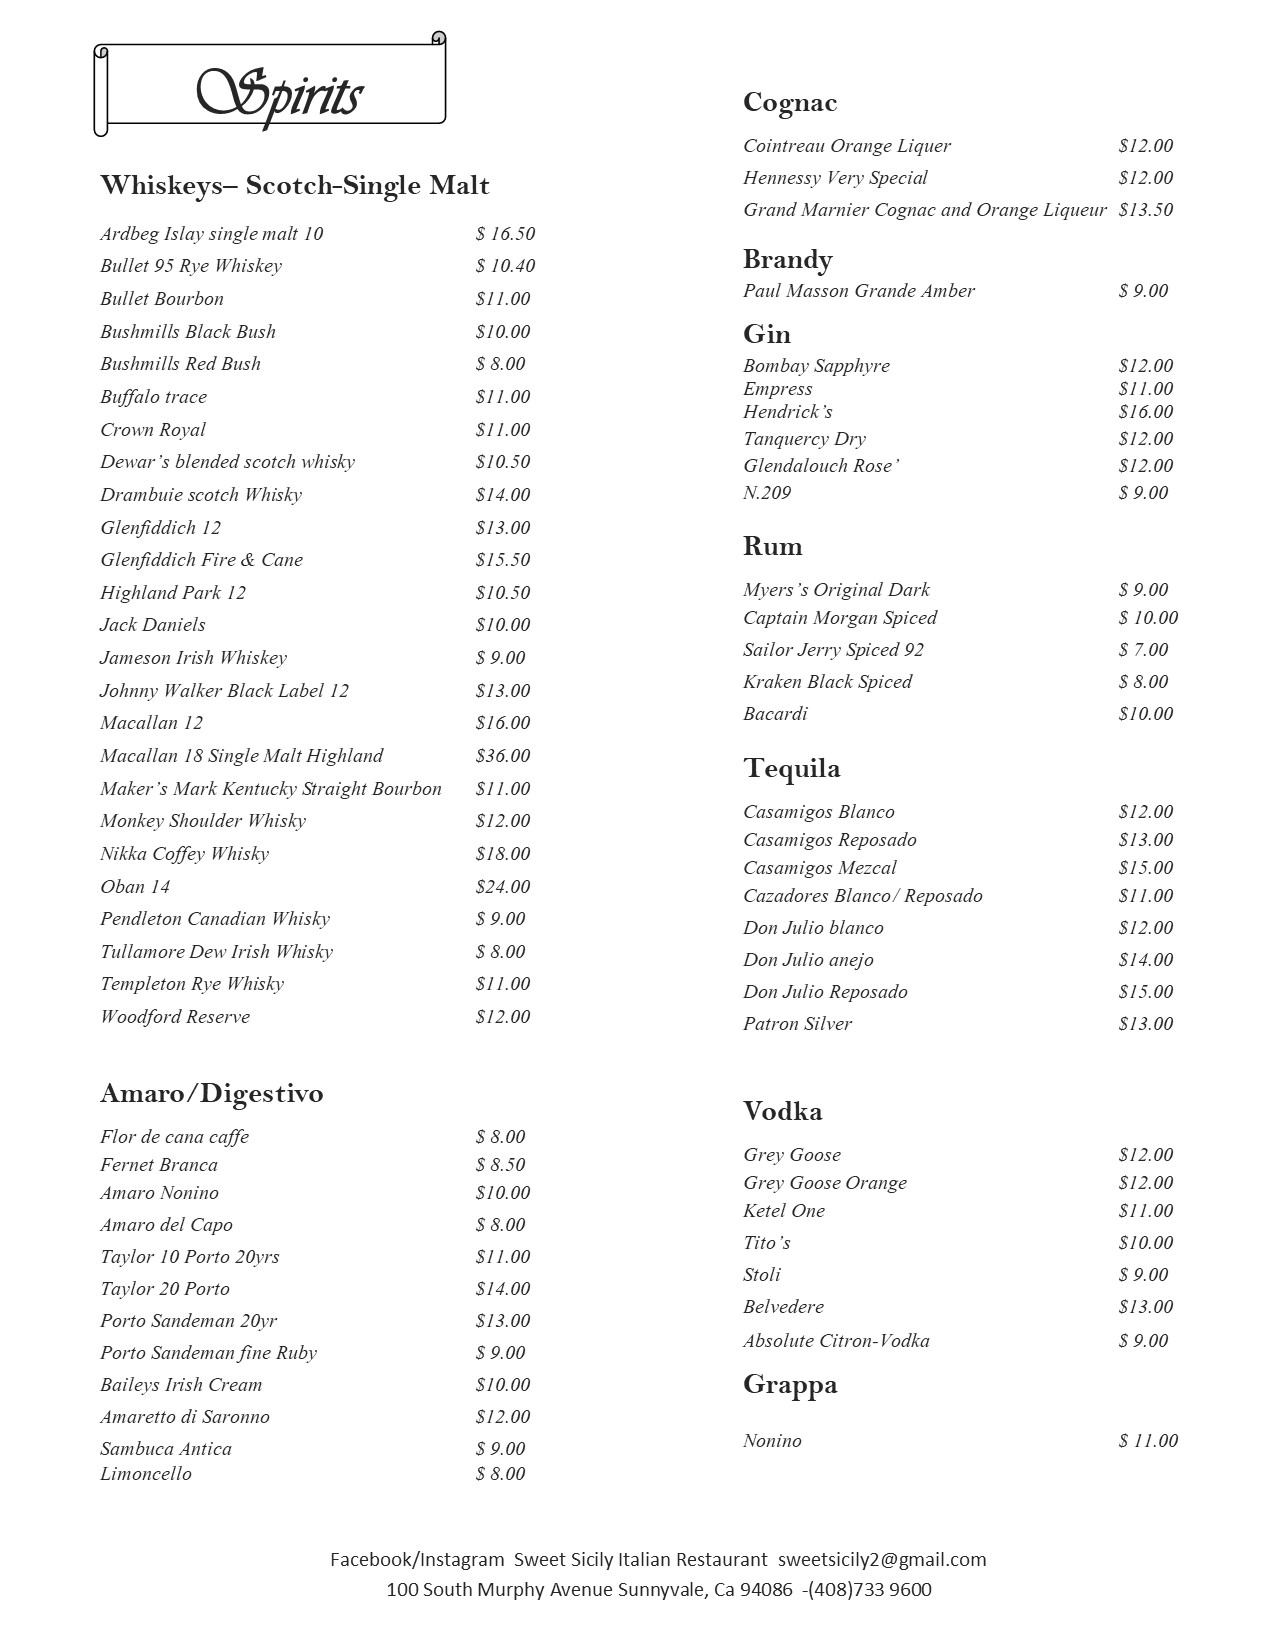 Spirits
Whiskeys– Scotch-Single Malt
Ardbeg Islay single malt 10 $ 16.50
Bullet 95 Rye Whiskey $ 10.40
Bullet Bourbon $11.00
Bushmills Black Bush $10.00
Bushmills Red Bush $ 8.00
Buffalo trace $11.00
Crown Royal $11.00
Dewar’s blended scotch whisky $10.50
Drambuie scotch Whisky $14.00
Glenfiddich 12 $13.00
Glenfiddich Fire & Cane $15.50
Highland Park 12 $10.50
Jack Daniels $10.00
Jameson Irish Whiskey $ 9.00
Johnny Walker Black Label 12 $13.00
Macallan 12 $16.00
Macallan 18 Single Malt Highland $36.00
Maker’s Mark Kentucky Straight Bourbon $11.00
Monkey Shoulder Whisky $12.00
Nikka Coffey Whisky $18.00
Oban 14 $24.00
Pendleton Canadian Whisky $ 9.00
Tullamore Dew Irish Whisky $ 8.00
Templeton Rye Whisky $11.00
Woodford Reserve $12.00
Amaro/Digestivo
Flor de cana caffe $ 8.00
Fernet Branca $ 8.50
Amaro Nonino $10.00
Amaro del Capo $ 8.00
Taylor 10 Porto 20yrs $11.00
Taylor 20 Porto $14.00
Porto Sandeman 20yr $13.00
Porto Sandeman fine Ruby $ 9.00
Baileys Irish Cream $10.00
Amaretto di Saronno $12.00
Sambuca Antica $ 9.00
Limoncello $ 8.00
Cognac
Cointreau Orange Liquer $12.00
Hennessy Very Special $12.00
Grand Marnier Cognac and Orange Liqueur $13.50
Brandy
Paul Masson Grande Amber $ 9.00
Gin
Bombay Sapphyre $12.00
Empress $11.00
Hendrick’s $16.00
Tanquercy Dry $12.00
Glendalouch Rose’ $12.00
N.209 $ 9.00
Rum
Myers’s Original Dark $ 9.00
Captain Morgan Spiced $ 10.00
Sailor Jerry Spiced 92 $ 7.00
Kraken Black Spiced $ 8.00
Bacardi $10.00
Tequila
Casamigos Blanco $12.00
Casamigos Reposado $13.00
Casamigos Mezcal $15.00
Cazadores Blanco/ Reposado $11.00
Don Julio blanco $12.00
Don Julio anejo $14.00
Don Julio Reposado $15.00
Patron Silver $13.00
Vodka
Grey Goose $12.00
Grey Goose Orange $12.00
Ketel One $11.00
Tito’s $10.00
Stoli $ 9.00
Belvedere $13.00
Absolute Citron-Vodka $ 9.00
Grappa
Nonino $ 11.00
Facebook/Instagram Sweet Sicily Italian Restaurant sweetsicily2@gmail.com
100 South Murphy Avenue Sunnyvale, Ca 94086 -(408)733 9600